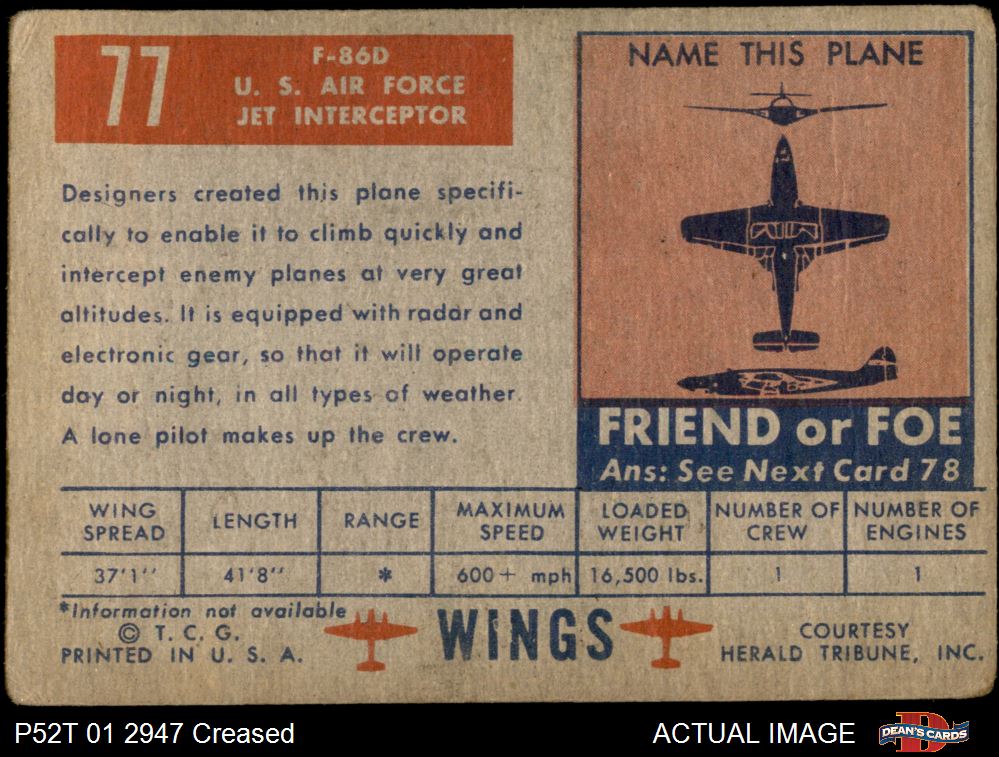 77
F-86D
U. S. AIR FORCE
JET INTERCEPTOR
Designers created this plane specifi-
cally to enable it to climb quickly and
intercept enemy planes at very great
altitudes. It is equipped with radar and
electronic gear, so that it will operate
day or night, in all types of weather.
A lone pilot makes up the crew.
NAME THIS PLANE
FRIEND or FOE
Ans: See Next Card 78
WING SPREAD LENGTH RANGE MAXIMUM SPEED LOADED WEIGHT NUMBER OF CREW NUMBER OF ENGINES
37'1" 41'8" * 600+ mph 16,500 lbs. 1 1
*Information not available
© T. C. G.
PRINTED IN U. S. A.
WINGS
COURTESY
HERALD TRIBUNE, INC.
P52T 01 2947 Creased
ACTUAL IMAGE
D
DEAN'S CARDS